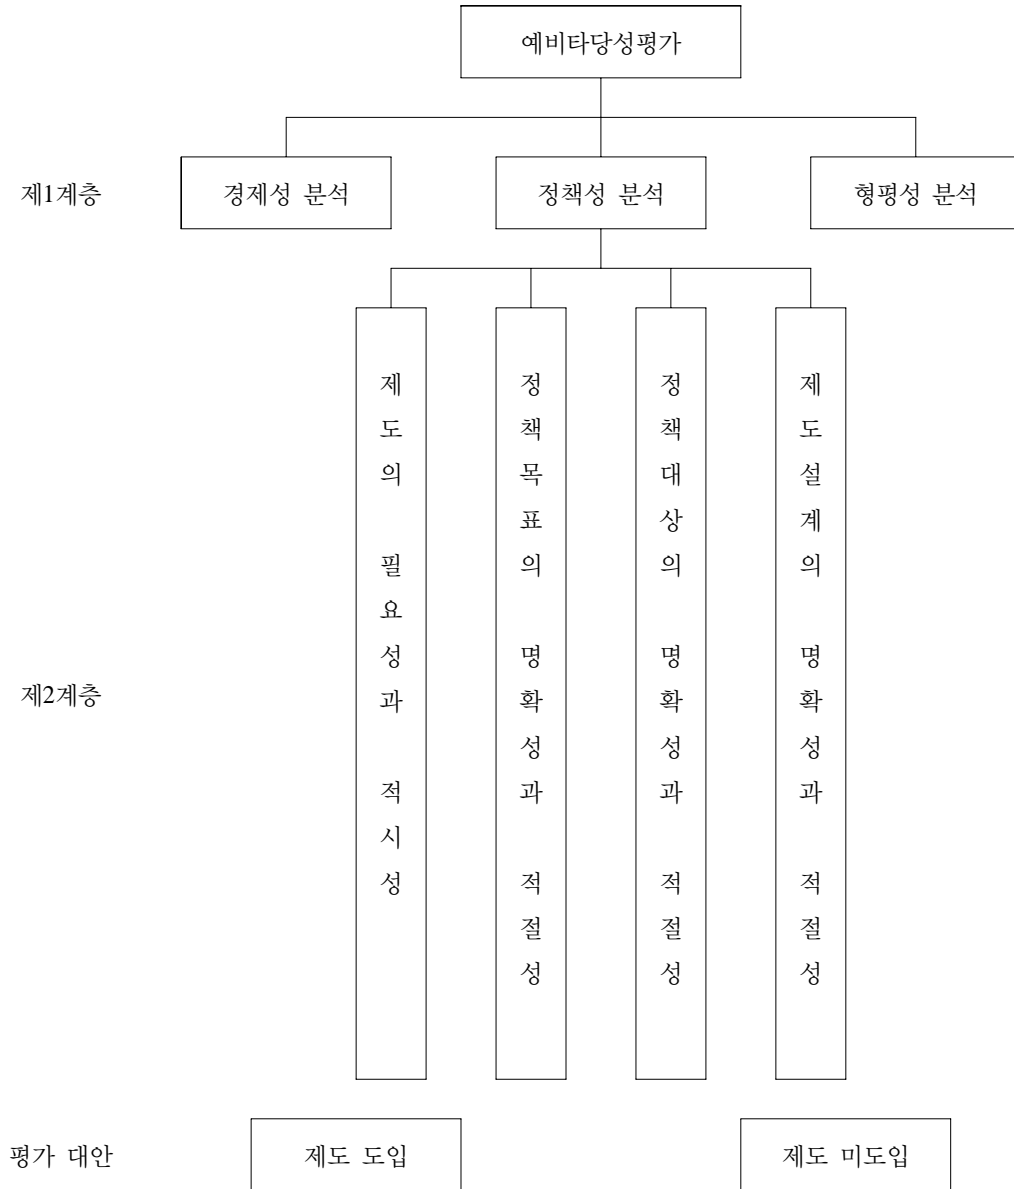 예비타당성평가
제1계층
경제성 분석
정책성 분석
형평성 분석
제2계층
제도의 필요성과 적시성
정책목표의 명확성과 적절성
정책대상의 명확성과 적절성
제도설계의 명확성과 적절성
평가 대안
제도 도입
제도 미도입